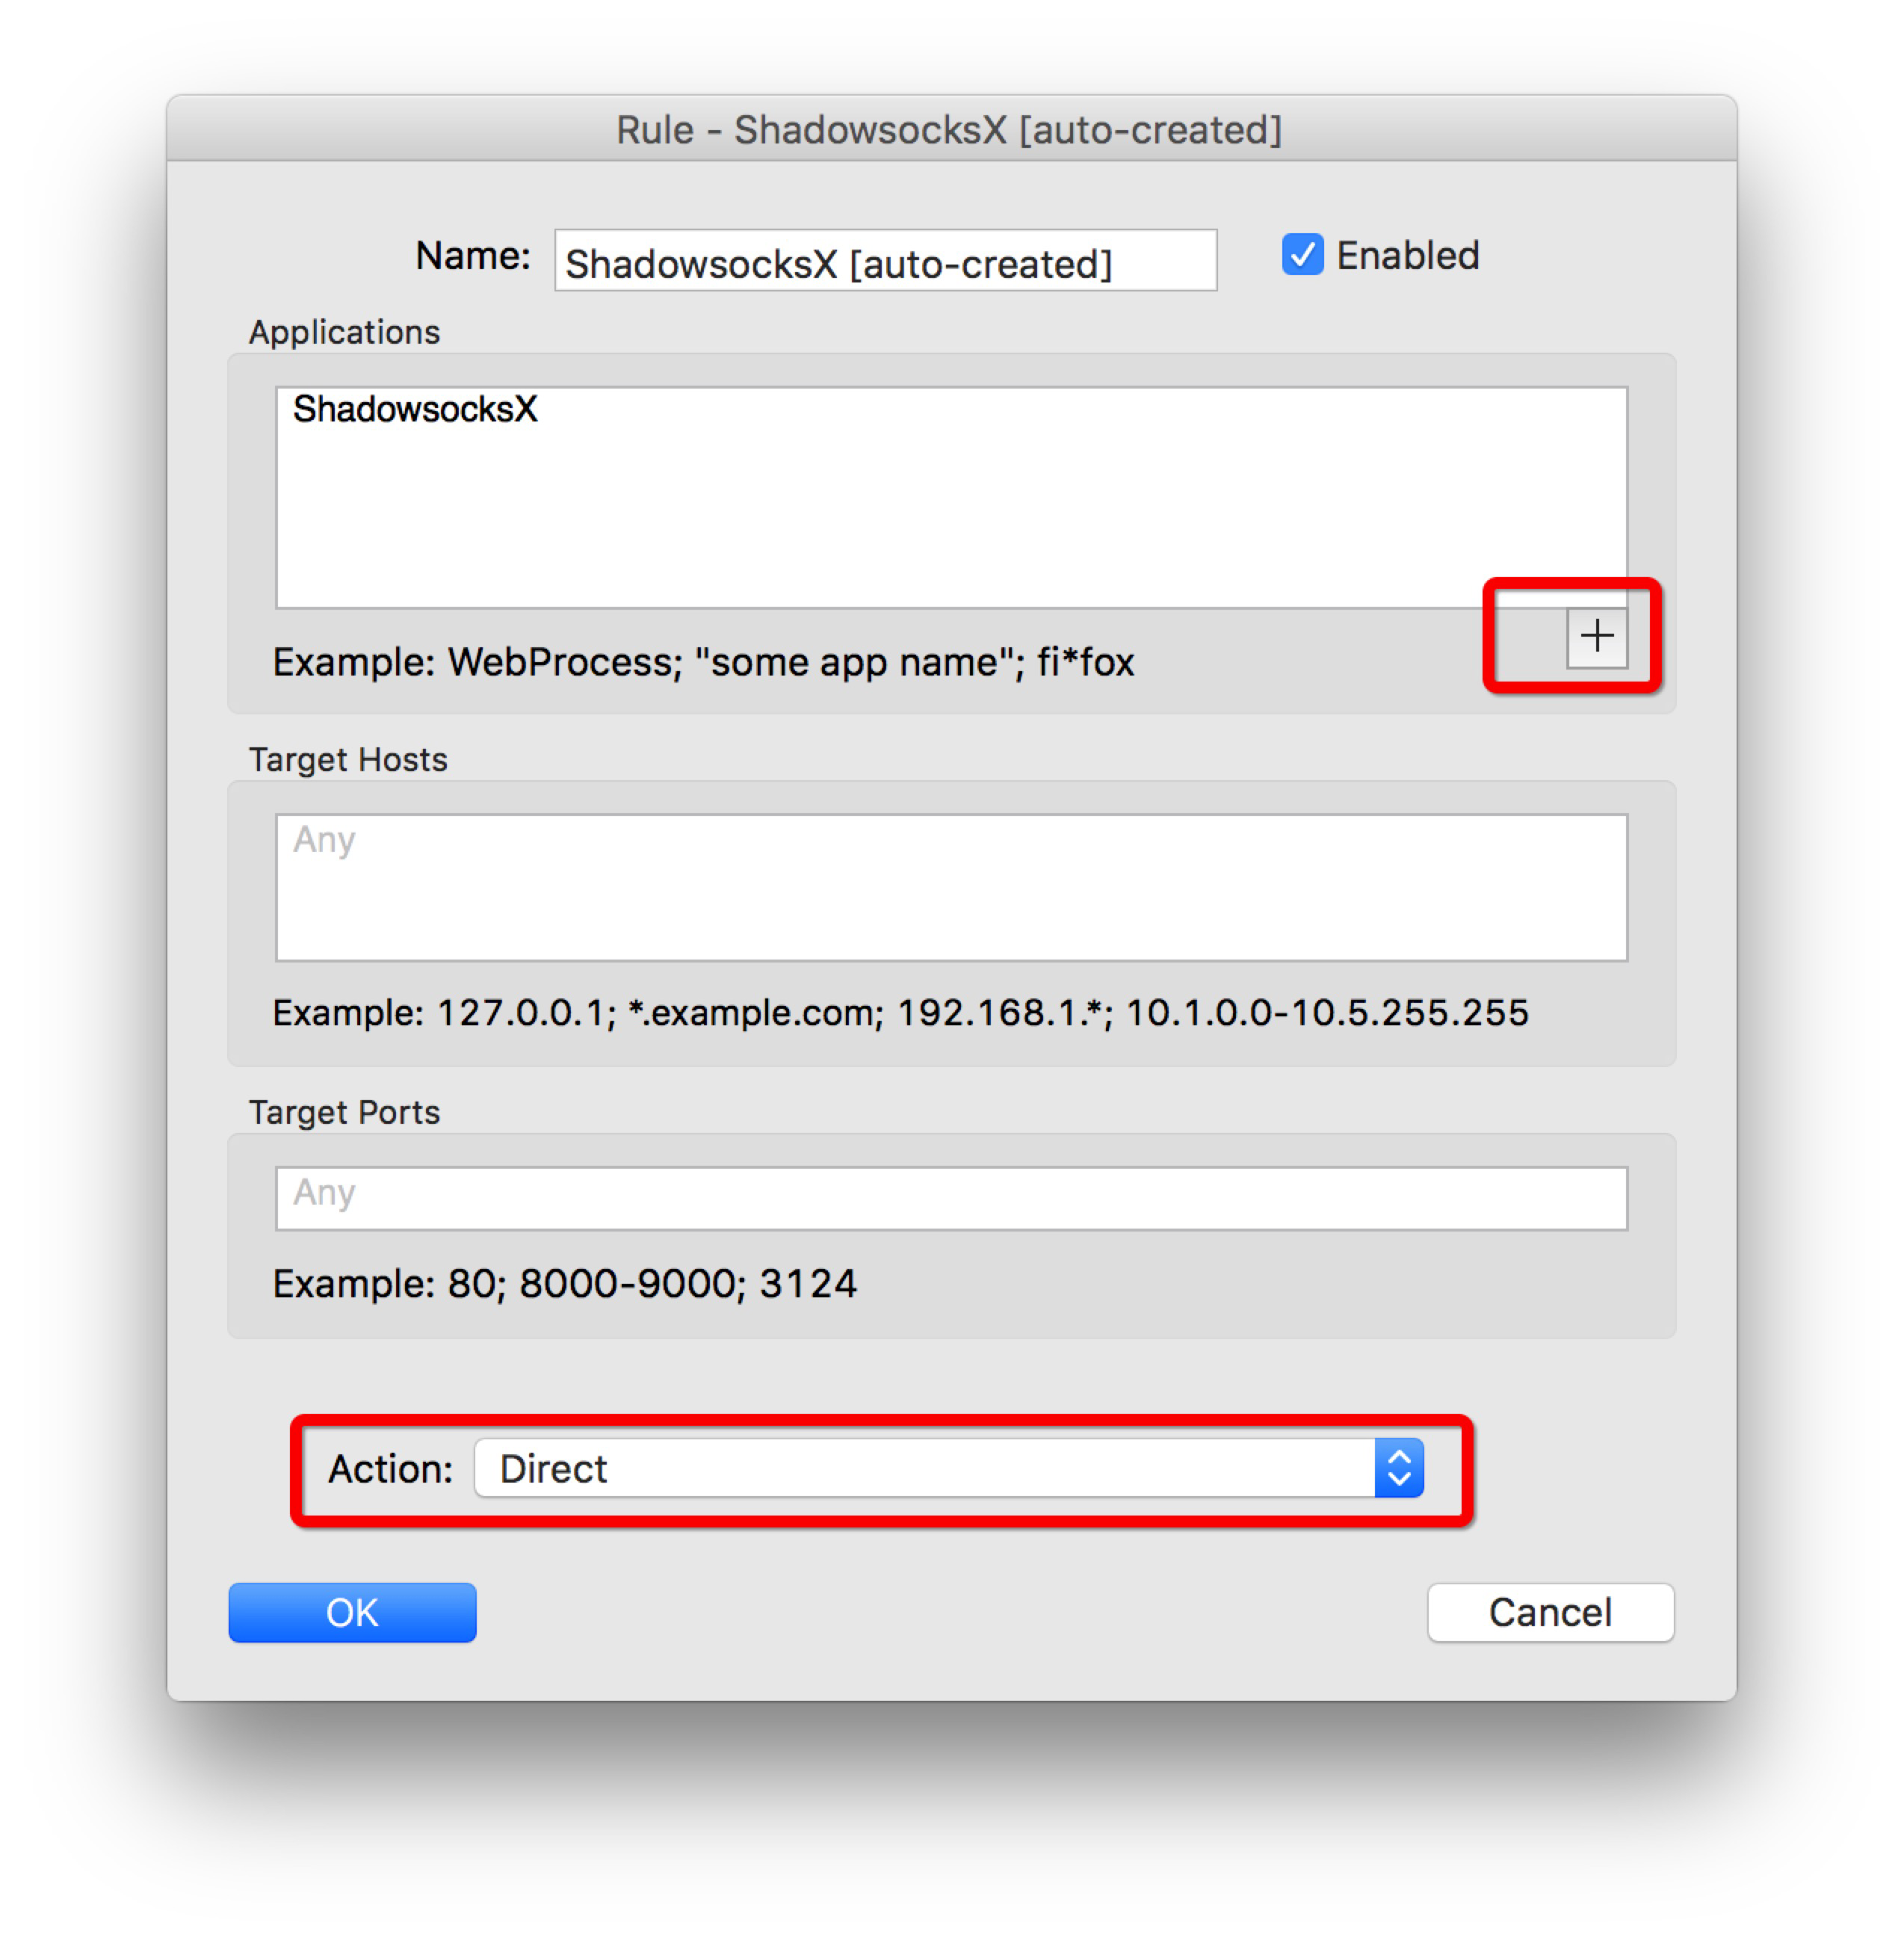 Rule - ShadowsocksX [auto-created]
Name: ShadowsocksX [auto-created] Enabled
Applications
ShadowsocksX
+
Example: WebProcess; "some app name"; fi*fox
Target Hosts
Any
Example: 127.0.0.1; *.example.com; 192.168.1.*; 10.1.0.0-10.5.255.255
Target Ports
Any
Example: 80; 8000-9000; 3124
Action: Direct
OK Cancel